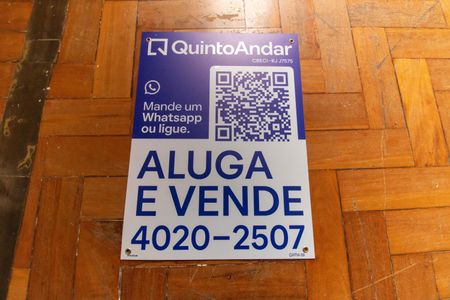 QuintoAndar
CRECI-RJ J7575
Mande um
Whatsapp
ou ligue.
ALUGA
E VENDE
4020-2507